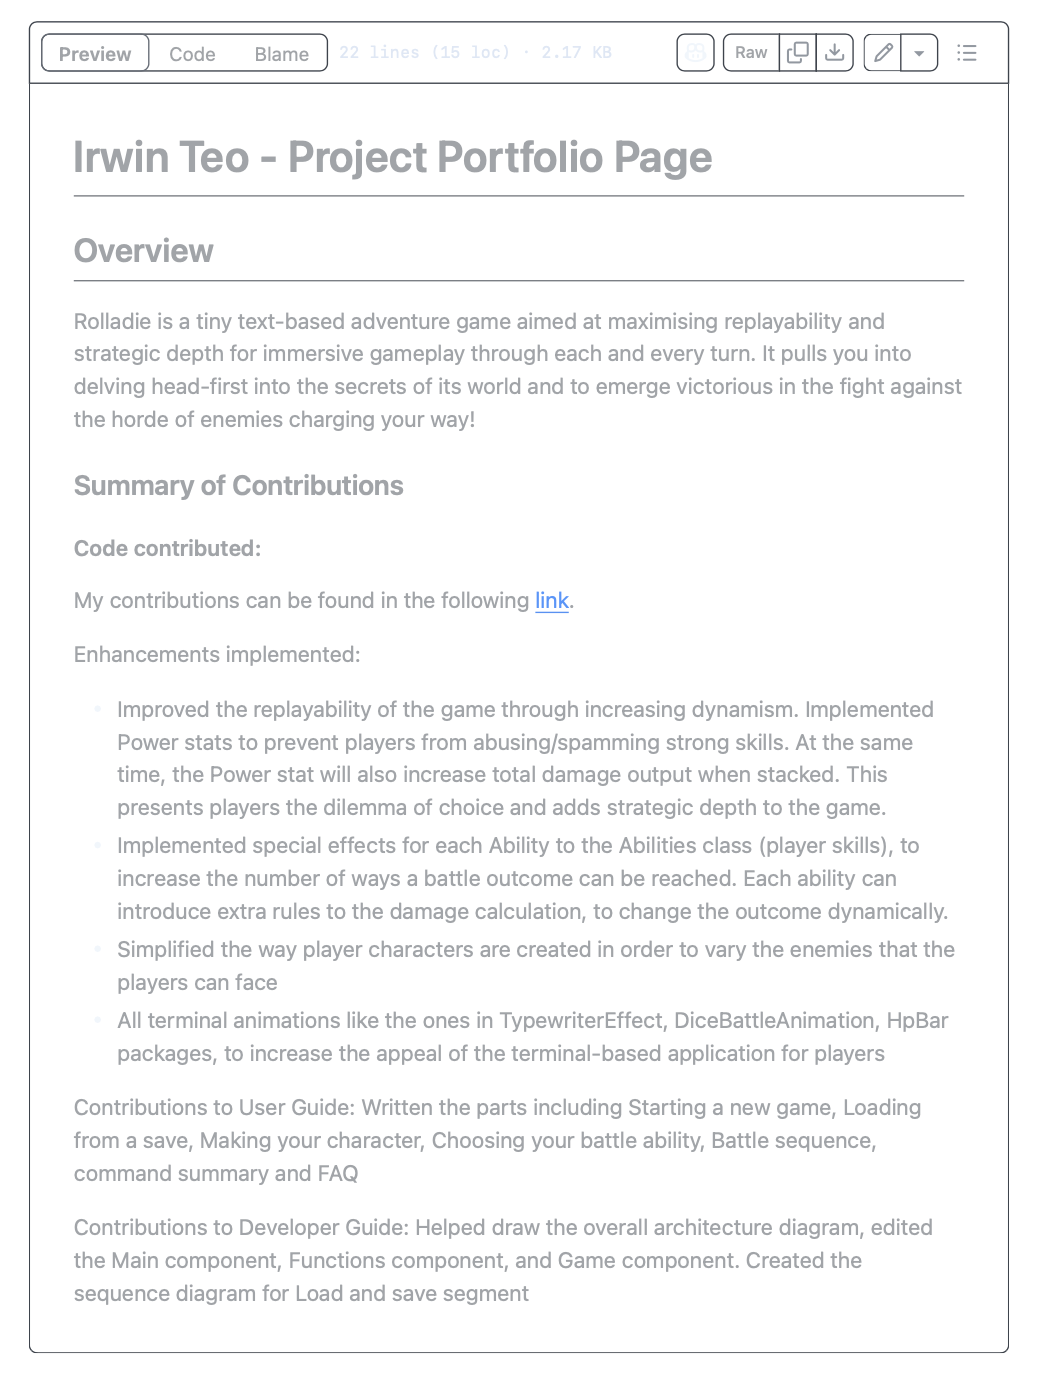 Preview Code Blame 22 lines (15 loc) · 2.17 KB Raw
Irwin Teo - Project Portfolio Page
Overview
Rolladie is a tiny text-based adventure game aimed at maximising replayability and
strategic depth for immersive gameplay through each and every turn. It pulls you into
delving head-first into the secrets of its world and to emerge victorious in the fight against
the horde of enemies charging your way!
Summary of Contributions
Code contributed:
My contributions can be found in the following link.
Enhancements implemented:
• Improved the replayability of the game through increasing dynamism. Implemented
Power stats to prevent players from abusing/spamming strong skills. At the same
time, the Power stat will also increase total damage output when stacked. This
presents players the dilemma of choice and adds strategic depth to the game.
• Implemented special effects for each Ability to the Abilities class (player skills), to
increase the number of ways a battle outcome can be reached. Each ability can
introduce extra rules to the damage calculation, to change the outcome dynamically.
• Simplified the way player characters are created in order to vary the enemies that the
players can face
• All terminal animations like the ones in TypewriterEffect, DiceBattleAnimation, HpBar
packages, to increase the appeal of the terminal-based application for players
Contributions to User Guide: Written the parts including Starting a new game, Loading
from a save, Making your character, Choosing your battle ability, Battle sequence,
command summary and FAQ
Contributions to Developer Guide: Helped draw the overall architecture diagram, edited
the Main component, Functions component, and Game component. Created the
sequence diagram for Load and save segment